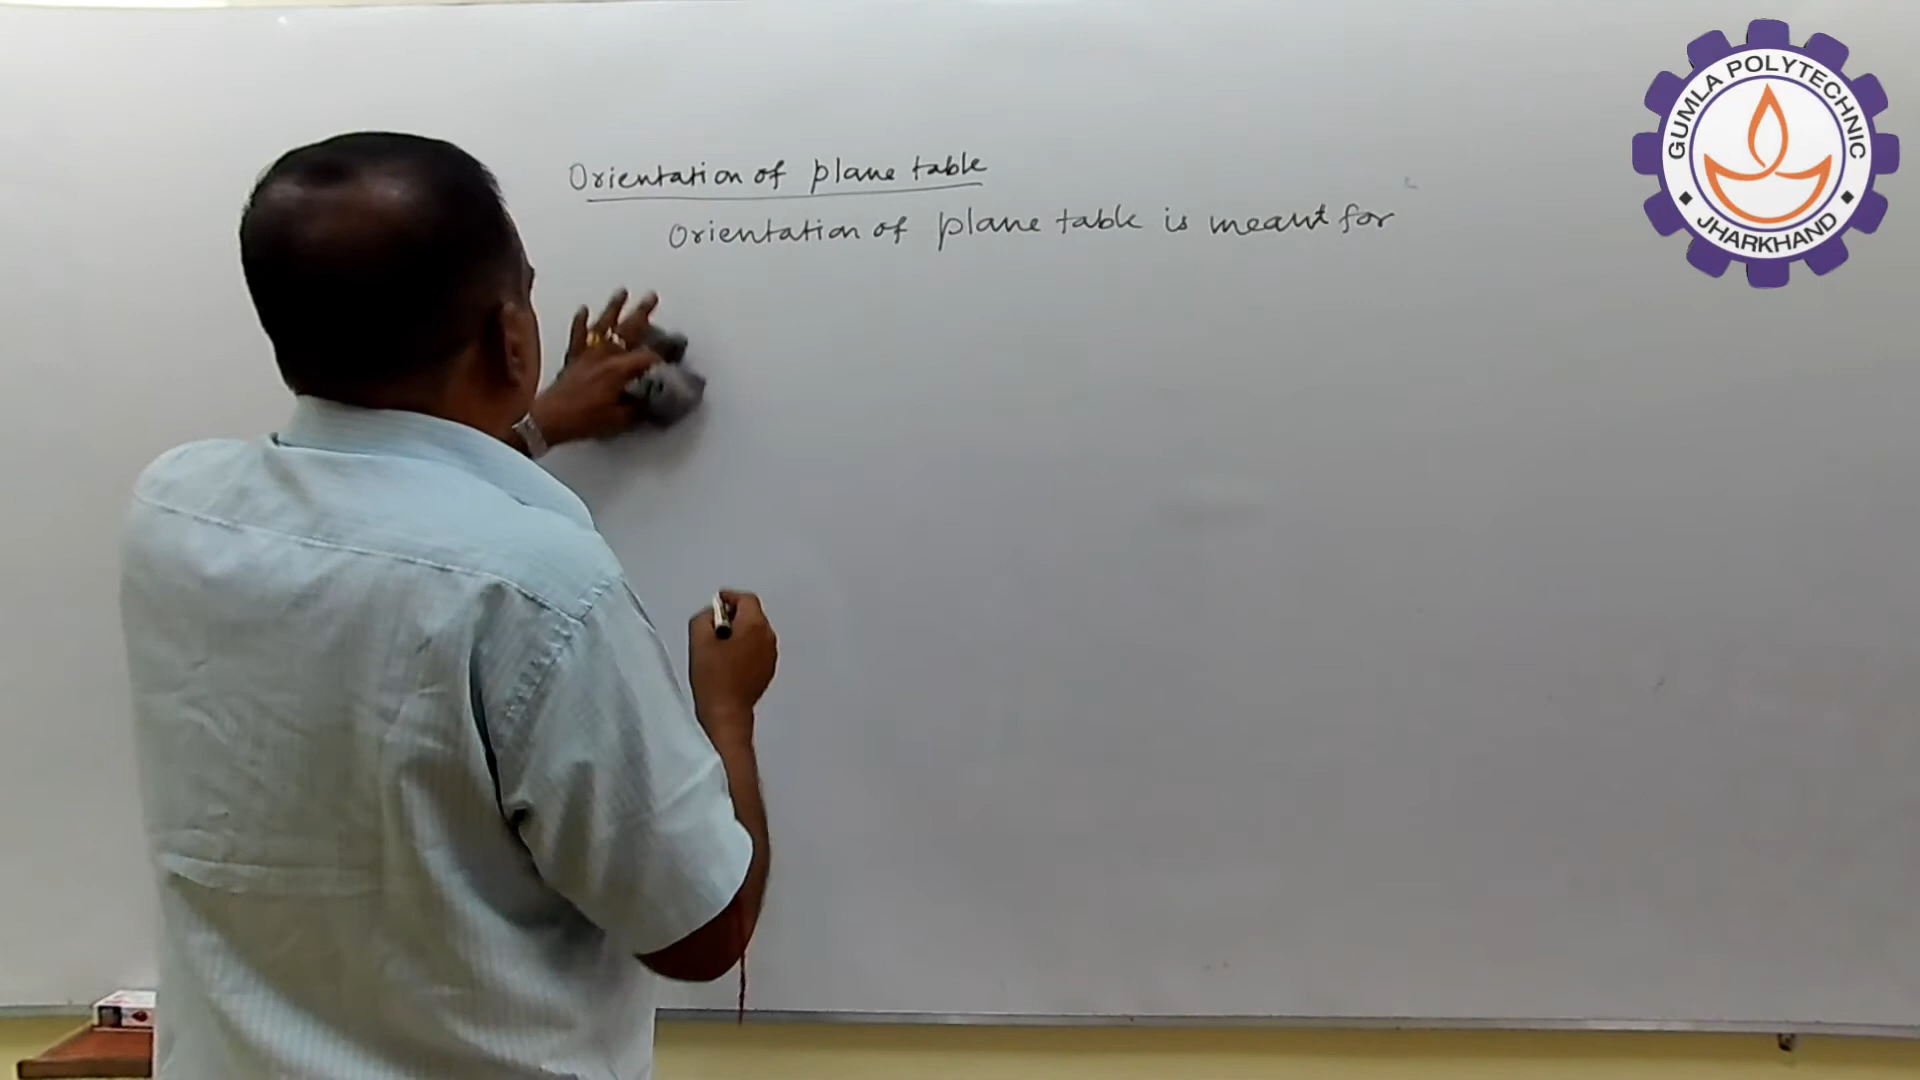 Orientation of plane table
Orientation of plane table is meant for
GUMLA POLYTECHNIC
JHARKHAND